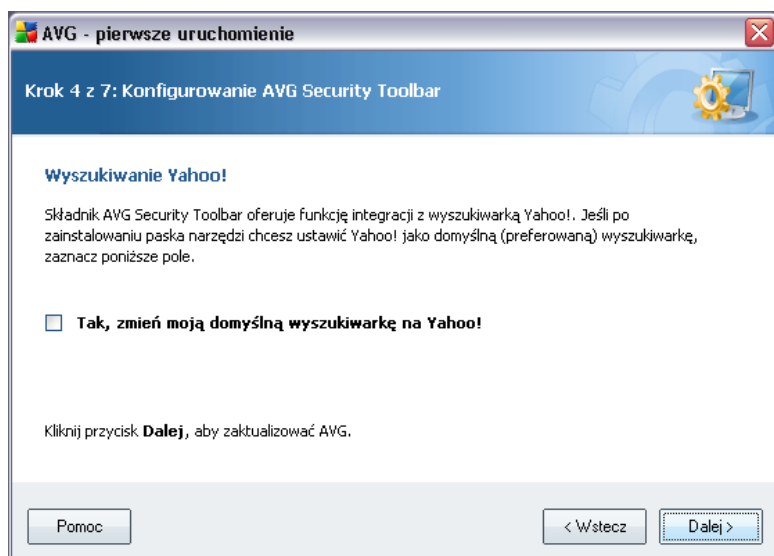 AVG - pierwsze uruchomienie
Krok 4 z 7: Konfigurowanie AVG Security Toolbar
Wyszukiwanie Yahoo!
Składnik AVG Security Toolbar oferuje funkcję integracji z wyszukiwarką Yahoo!. Jeśli po
zainstalowaniu paska narzędzi chcesz ustawić Yahoo! jako domyślną (preferowaną) wyszukiwarkę,
zaznacz poniższe pole.
Tak, zmień moją domyślną wyszukiwarkę na Yahoo!
Kliknij przycisk Dalej, aby zaktualizować AVG.
Pomoc
< Wstecz
Dalej >